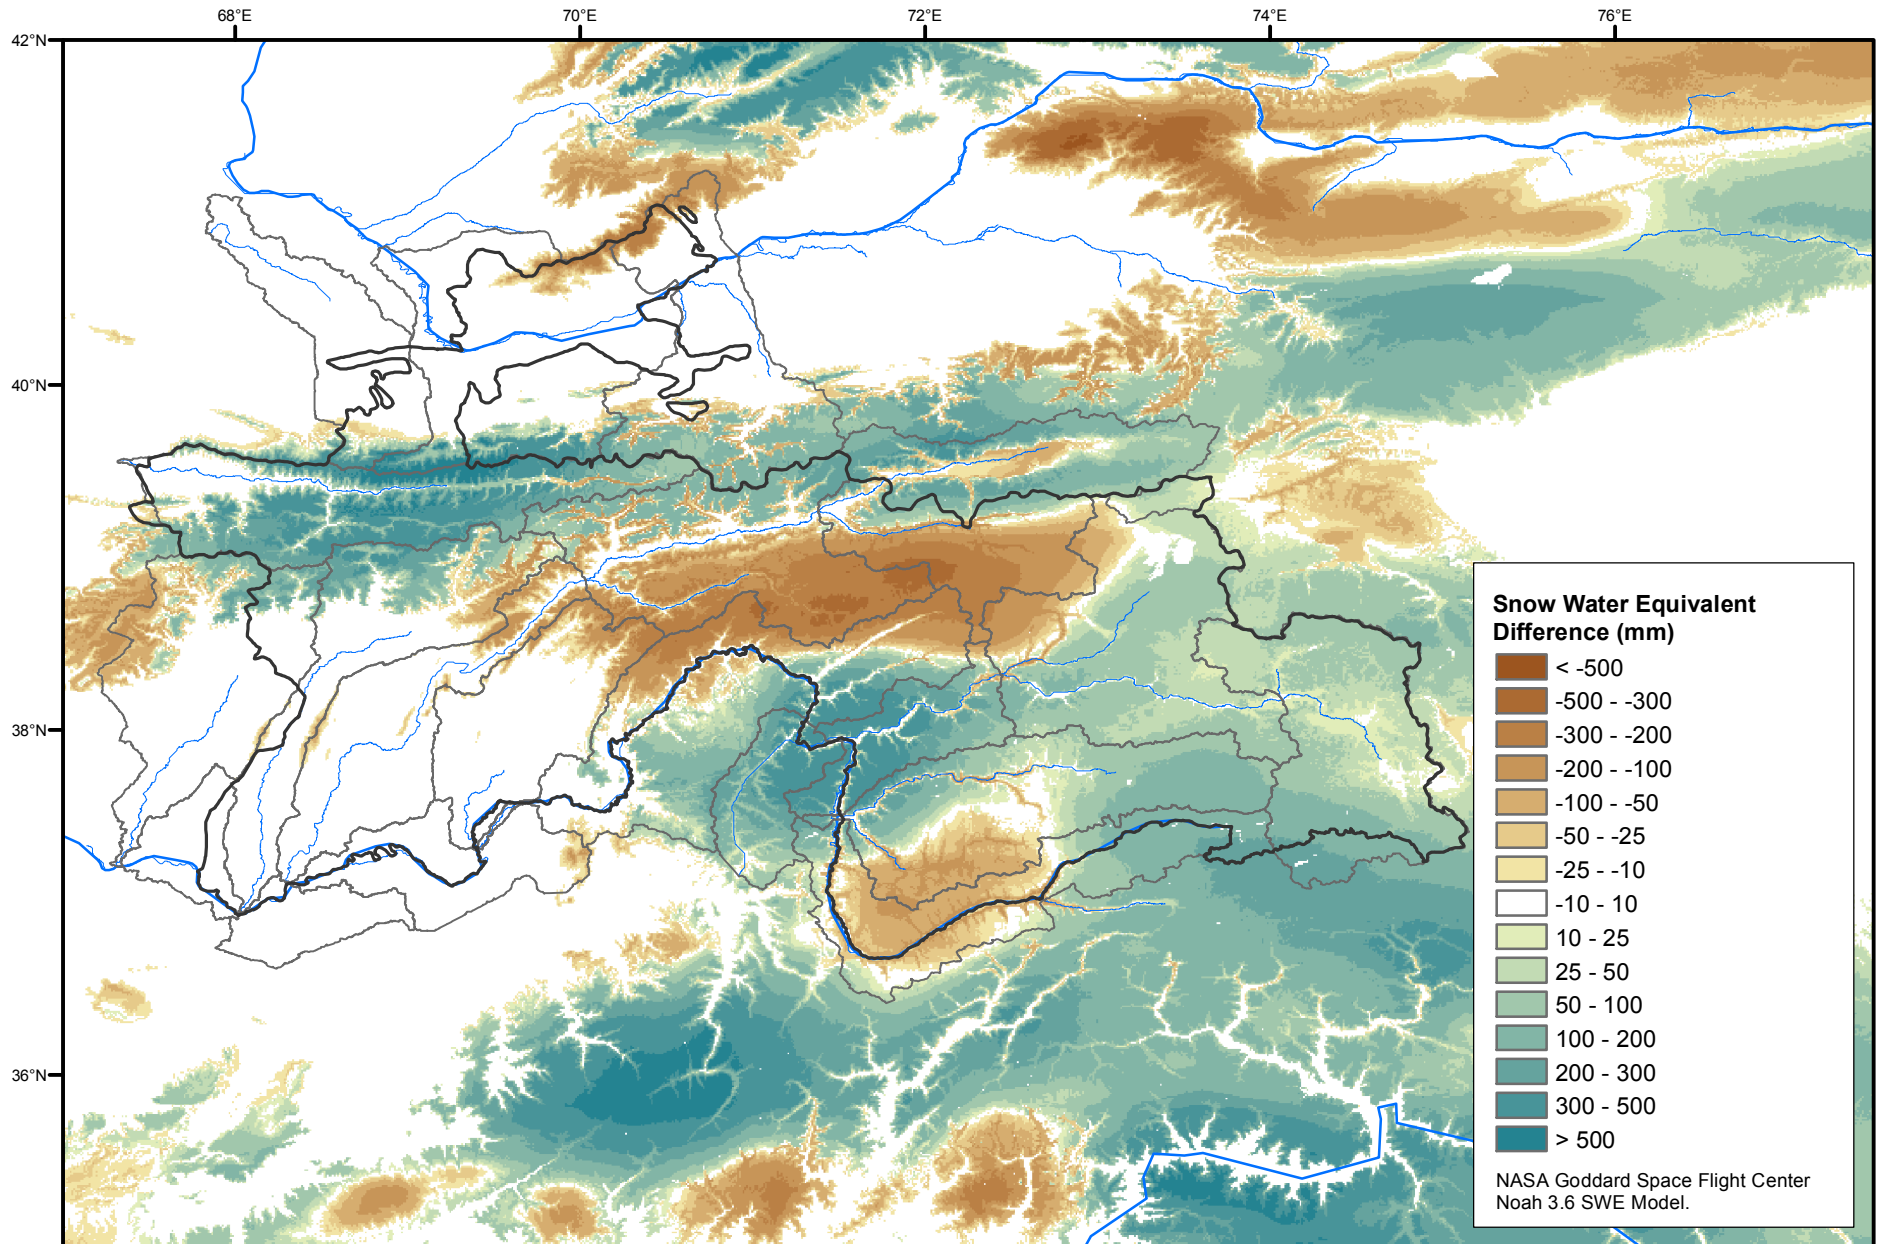 68°E 70°E 72°E 74°E 76°E
42°N
40°N
38°N
36°N
Snow Water Equivalent
Difference (mm)
< -500
-500 - -300
-300 - -200
-200 - -100
-100 - -50
-50 - -25
-25 - -10
-10 - 10
10 - 25
25 - 50
50 - 100
100 - 200
200 - 300
300 - 500
> 500
NASA Goddard Space Flight Center
Noah 3.6 SWE Model.